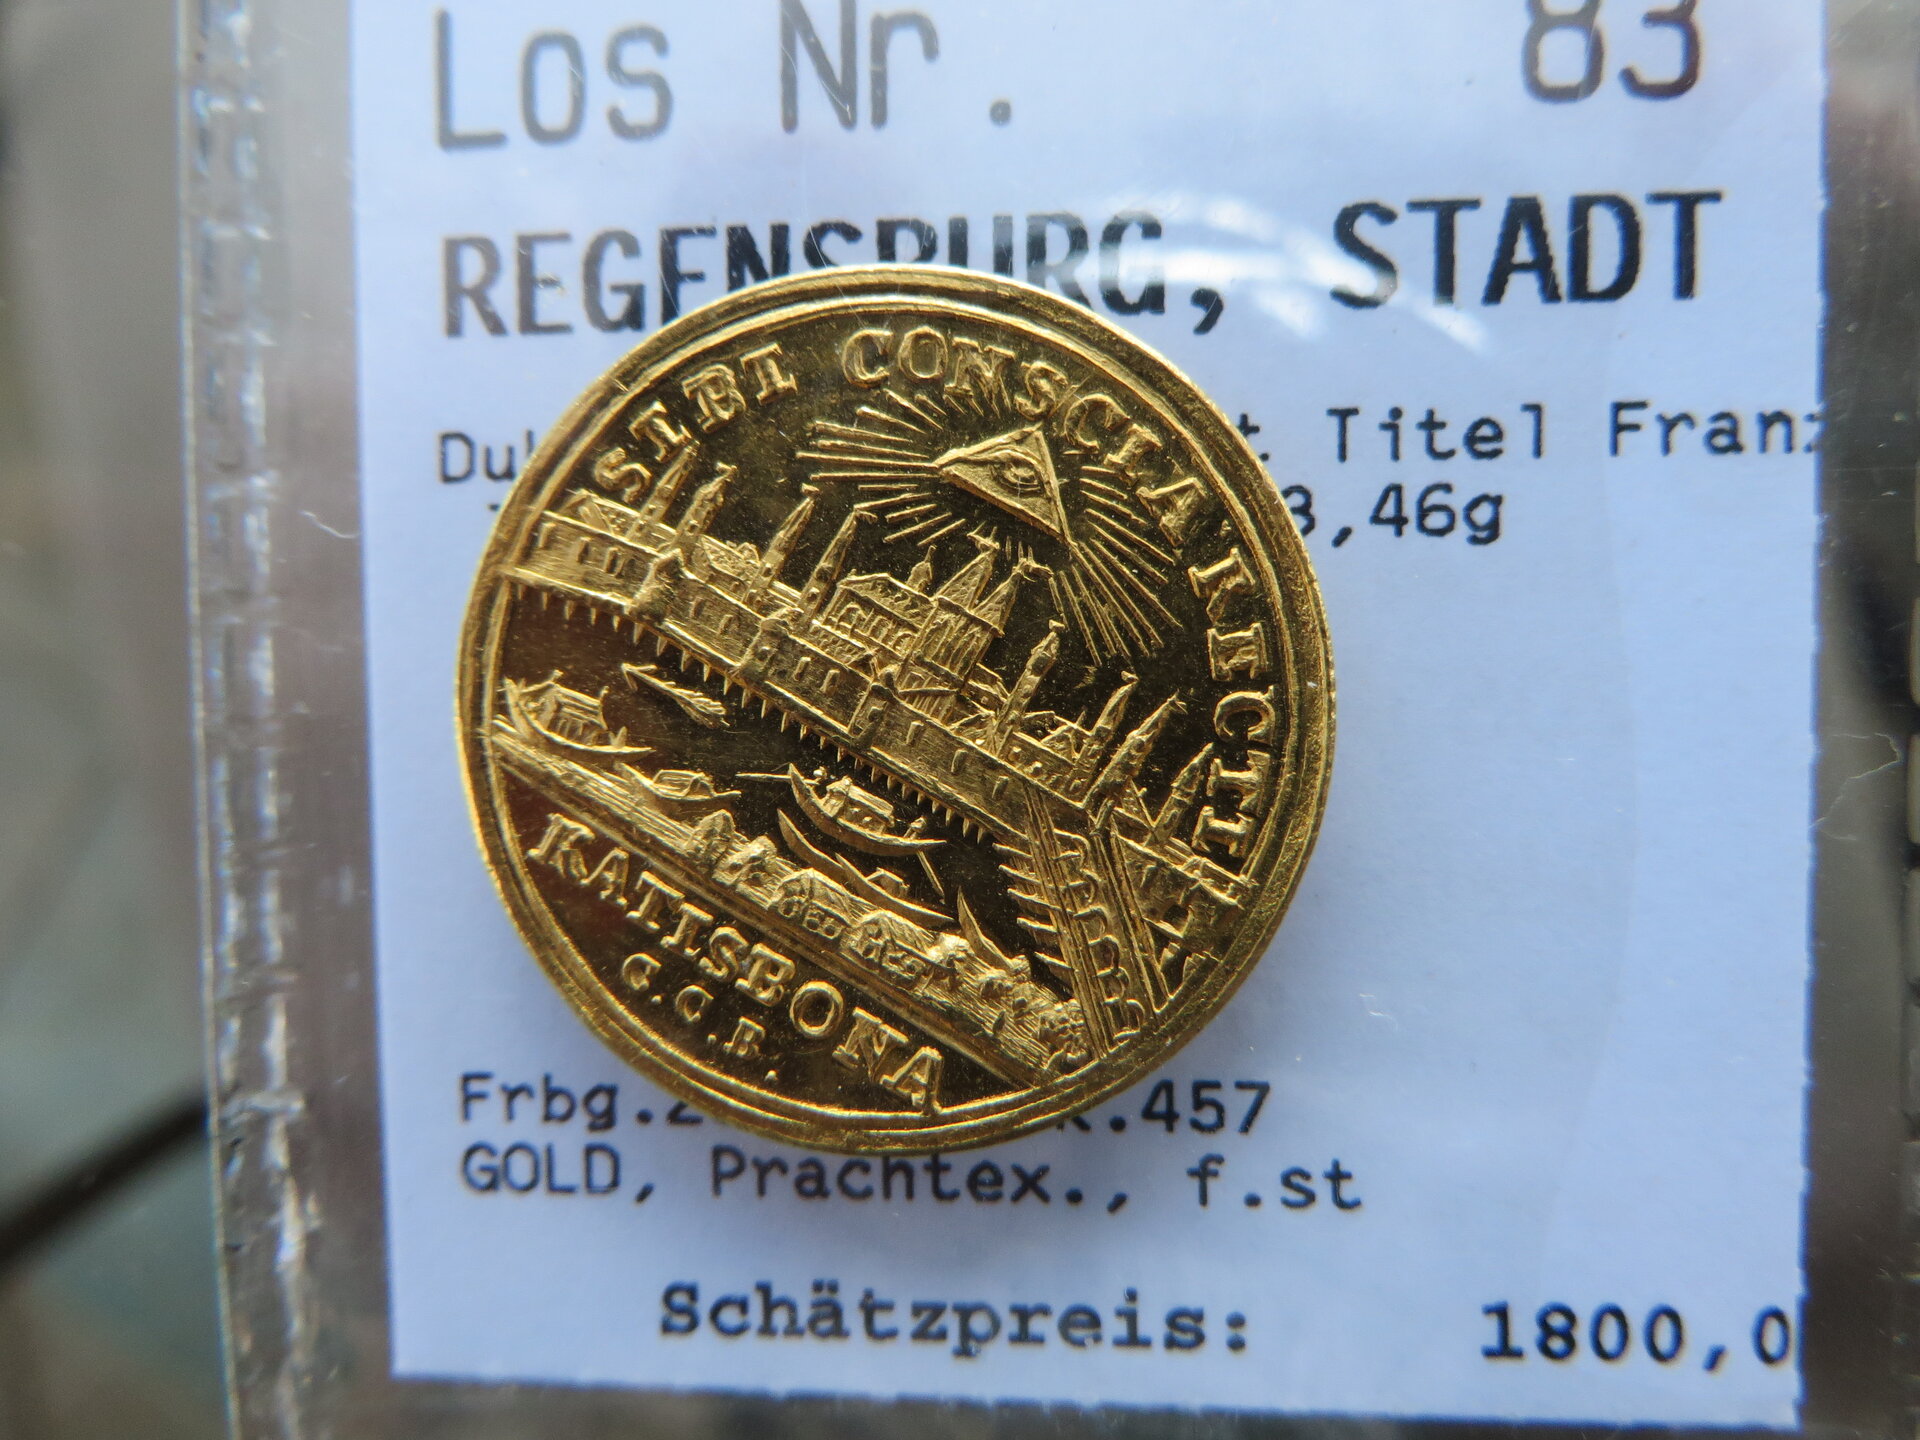 Los Nr. 83
REGENSBURG, STADT
Titel Franz
3,46g
SIBI CONSCIA RECTI
RATISBONA
G.C.B.
Frbg.2 .457
GOLD, Prachtex., f.st
Schätzpreis: 1800,0